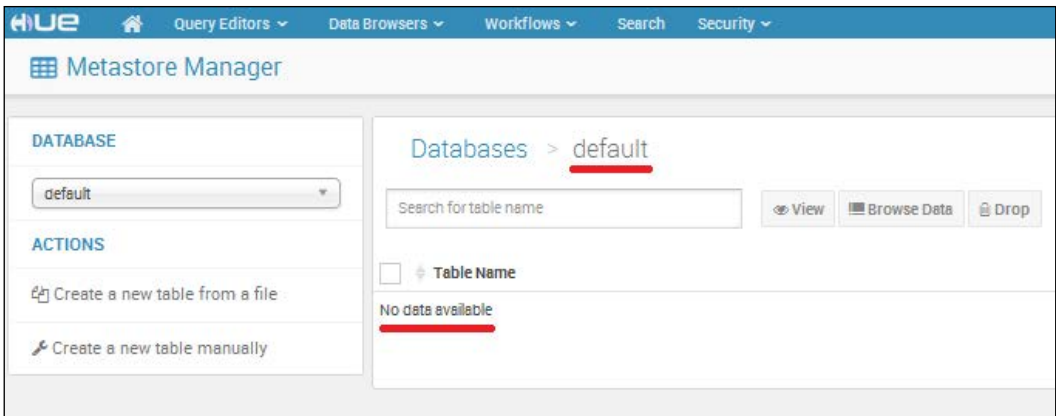 HUE Query Editors Data Browsers Workflows Search Security
Metastore Manager
DATABASE
default
ACTIONS
Create a new table from a file
Create a new table manually
Databases > default
Search for table name View Browse Data Drop
Table Name
No data available